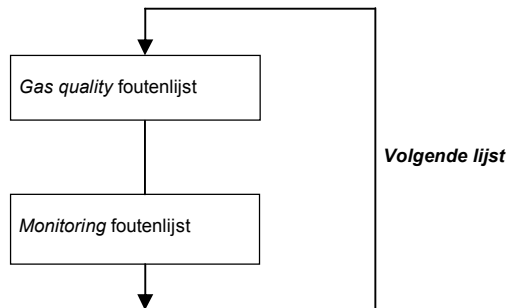 Gas quality foutenlijst
Volgende lijst
Monitoring foutenlijst